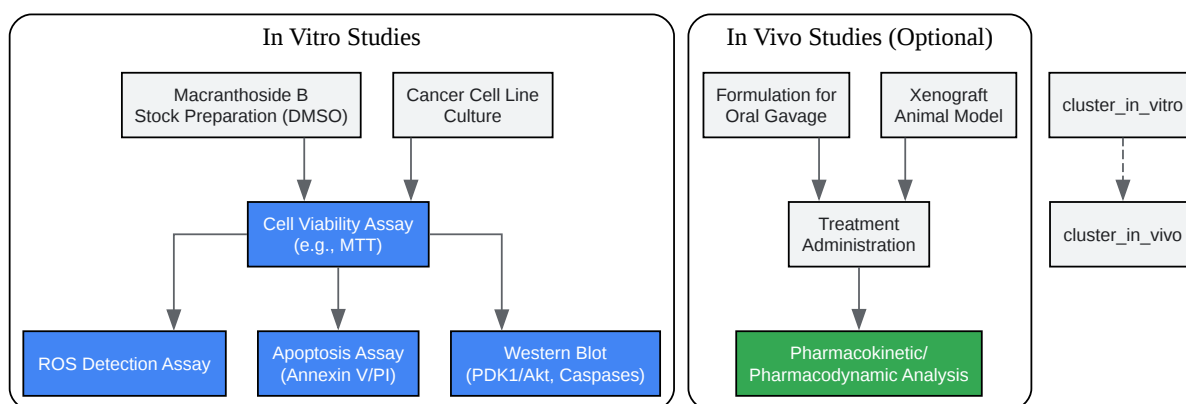 In Vitro Studies
Macranthoside B
Stock Preparation (DMSO)
Cancer Cell Line
Culture
Cell Viability Assay
(e.g., MTT)
ROS Detection Assay
Apoptosis Assay
(Annexin V/PI)
Western Blot
(PDK1/Akt, Caspases)
In Vivo Studies (Optional)
Formulation for
Oral Gavage
Xenograft
Animal Model
Treatment
Administration
Pharmacokinetic/
Pharmacodynamic Analysis
cluster_in_vitro
cluster_in_vivo